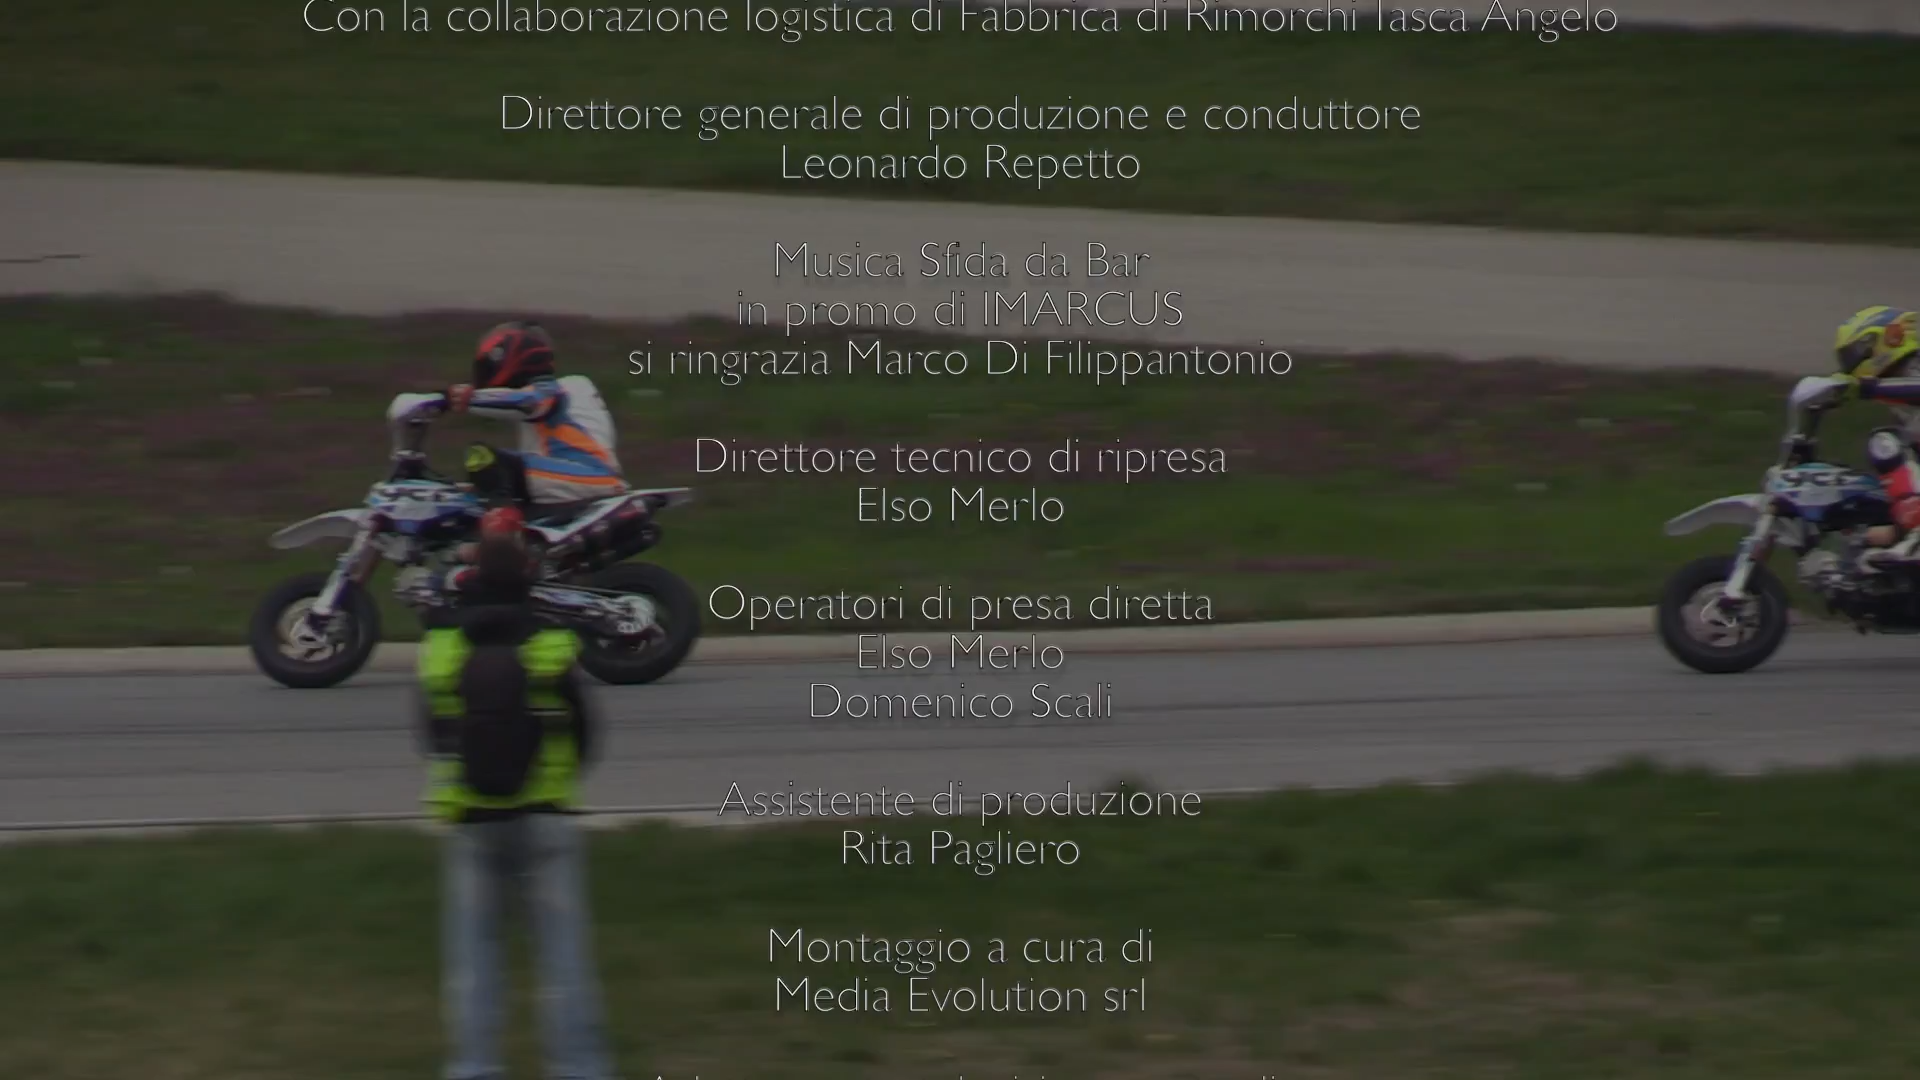 Con la collaborazione logistica di Fabbrica di Rimorchi Tasca Angelo
Direttore generale di produzione e conduttore
Leonardo Repetto
Musica Sfida da Bar
in promo di IMARCUS
si ringrazia Marco Di Filippantonio
Direttore tecnico di ripresa
Elso Merlo
Operatori di presa diretta
Elso Merlo
Domenico Scali
Assistente di produzione
Rita Pagliero
Montaggio a cura di
Media Evolution srl